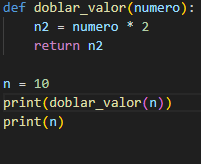 def doblar_valor(numero):
    n2 = numero * 2
    return n2

n = 10
print(doblar_valor(n))
print(n)